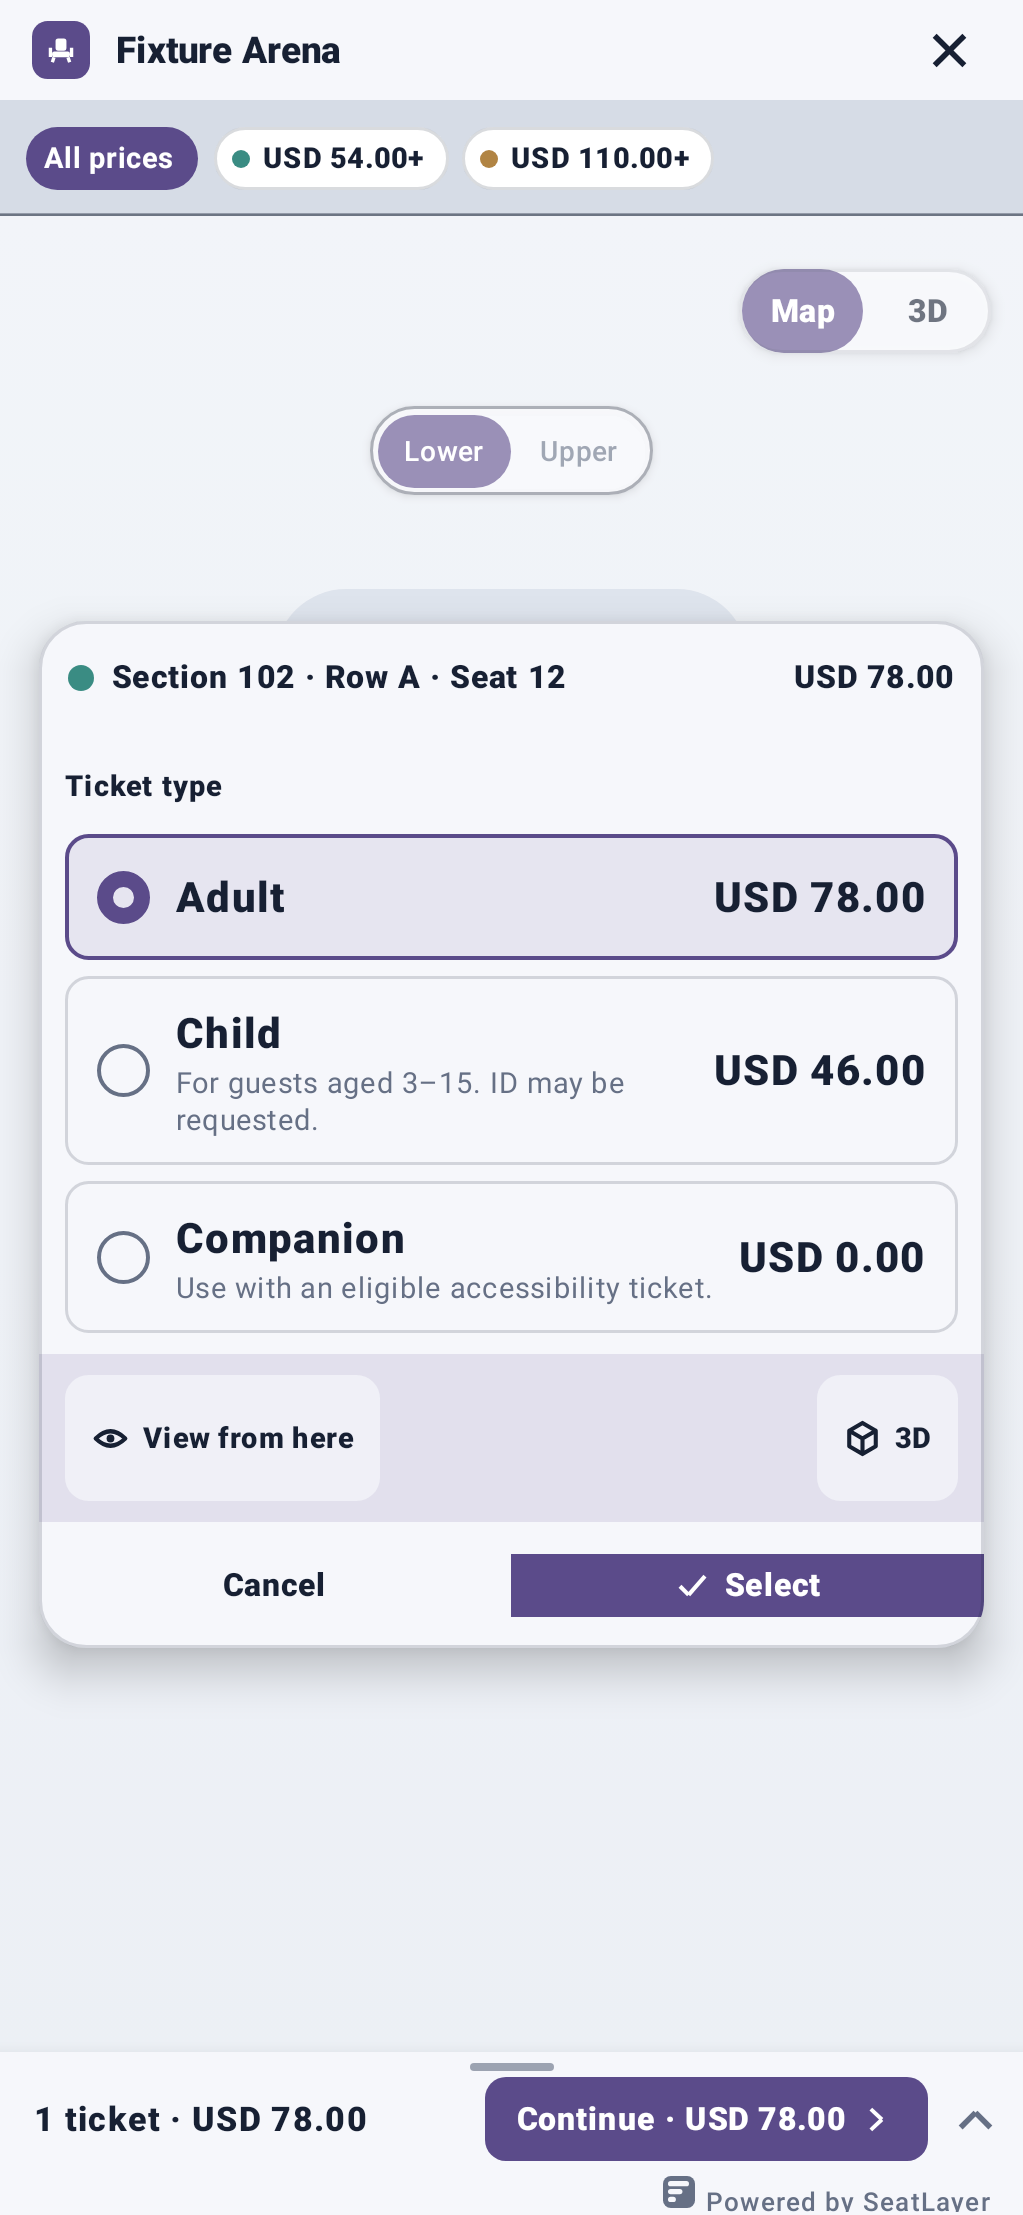 Fixture Arena
All prices
USD 54.00+
USD 110.00+
Map
3D
Lower
Upper
Section 102 · Row A · Seat 12
USD 78.00
Ticket type
Adult
USD 78.00
Child
For guests aged 3–15. ID may be
requested.
USD 46.00
Companion
Use with an eligible accessibility ticket.
USD 0.00
View from here
3D
Cancel
Select
1 ticket · USD 78.00
Continue · USD 78.00
Powered by SeatLayer